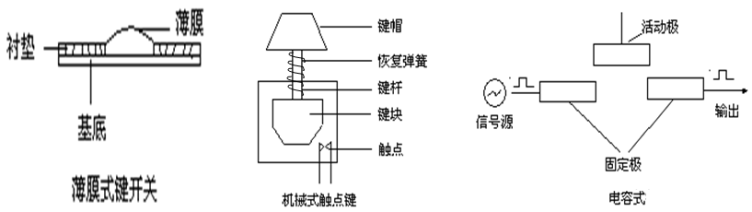 薄膜
衬垫
基底
薄膜式键开关
键帽
恢复弹簧
键杆
键块
触点
机械式触点键
活动极
信号源
输出
固定极
电容式